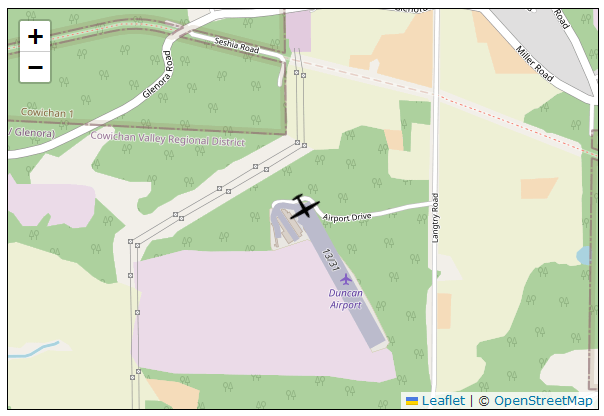 +
−
Seshia Road
Glenora Road
Miller Road
Road
Cowichan 1
/ Glenora)
Cowichan Valley Regional District
Airport Drive
Langtry Road
13/31
Duncan
Airport
Leaflet | © OpenStreetMap